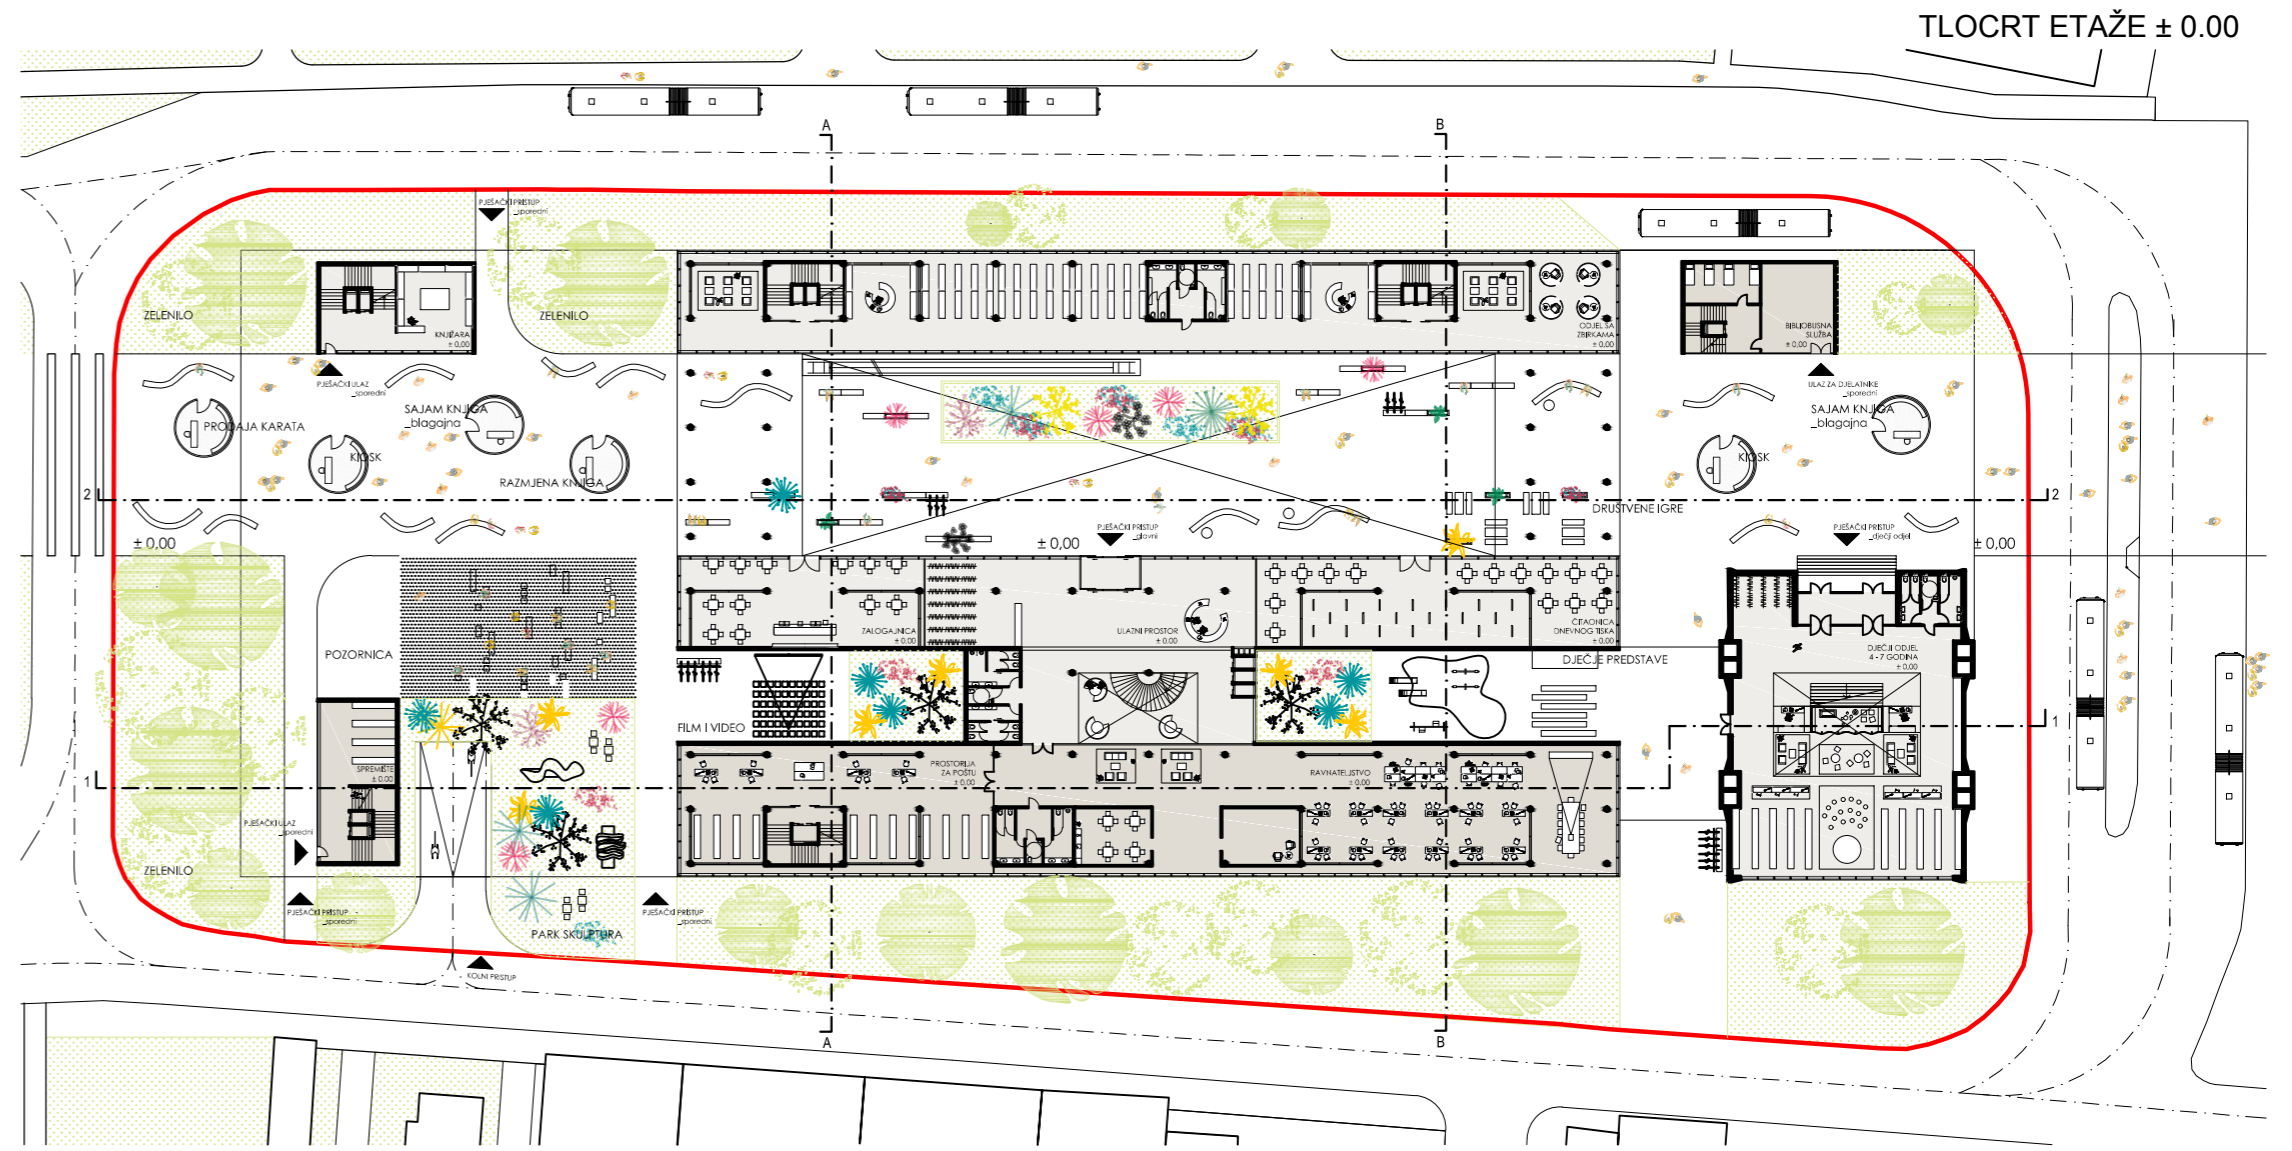 TLOCRT ETAŽE ± 0.00
A
B
PJEŠAČKI PRISTUP
_sporedni
ZELENILO
ZELENILO
KNJIŽARA
± 0,00
ODJEL SA
ZBIRKAMA
± 0,00
BIBLIOBUSNA
SLUŽBA
± 0,00
PJEŠAČKI ULAZ
_sporedni
ULAZ ZA DJELATNIKE
_sporedni
SAJAM KNJIGA
_blagajna
SAJAM KNJIGA
_blagajna
PRODAJA KARATA
KIOSK
KIOSK
RAZMJENA KNJIGA
2
2
DRUŠTVENE IGRE
± 0,00
PJEŠAČKI PRISTUP
_glavni
± 0,00
PJEŠAČKI PRISTUP
_dječji odjel
± 0,00
ZALOGAJNICA
± 0.00
ULAZNI PROSTOR
± 0.00
ČITAONICA
DNEVNOG TISKA
± 0.00
POZORNICA
DJEČJE PREDSTAVE
DJEČJI ODJEL
4 - 7 GODINA
± 0,00
FILM I VIDEO
1
SPREMIŠTE
± 0.00
PROSTORIJA
ZA POŠTU
± 0,00
RAVNATELJSTVO
± 0.00
1
PJEŠAČKI ULAZ
_sporedni
ZELENILO
PJEŠAČKI PRISTUP
_sporedni
PJEŠAČKI PRISTUP
_sporedni
PARK SKULPTURA
KOLNI PRISTUP
A
B